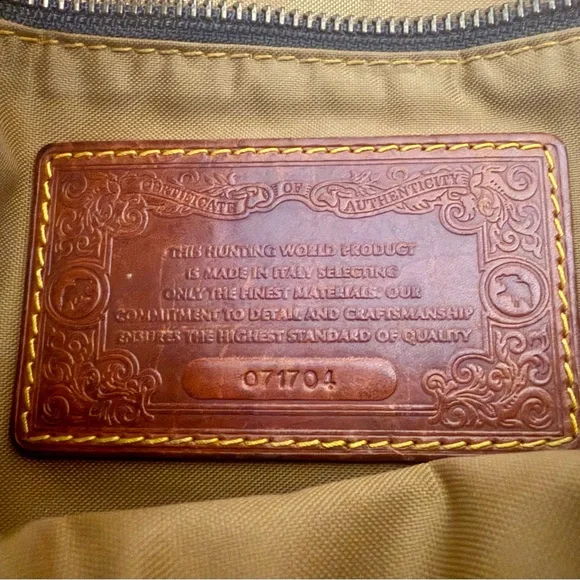 CERTIFICATE OF AUTHENTICITY
THIS HUNTING WORLD PRODUCT
IS MADE IN ITALY SELECTING
ONLY THE FINEST MATERIALS. OUR
COMMITMENT TO DETAIL AND CRAFTSMANSHIP
ENSURES THE HIGHEST STANDARD OF QUALITY
071704